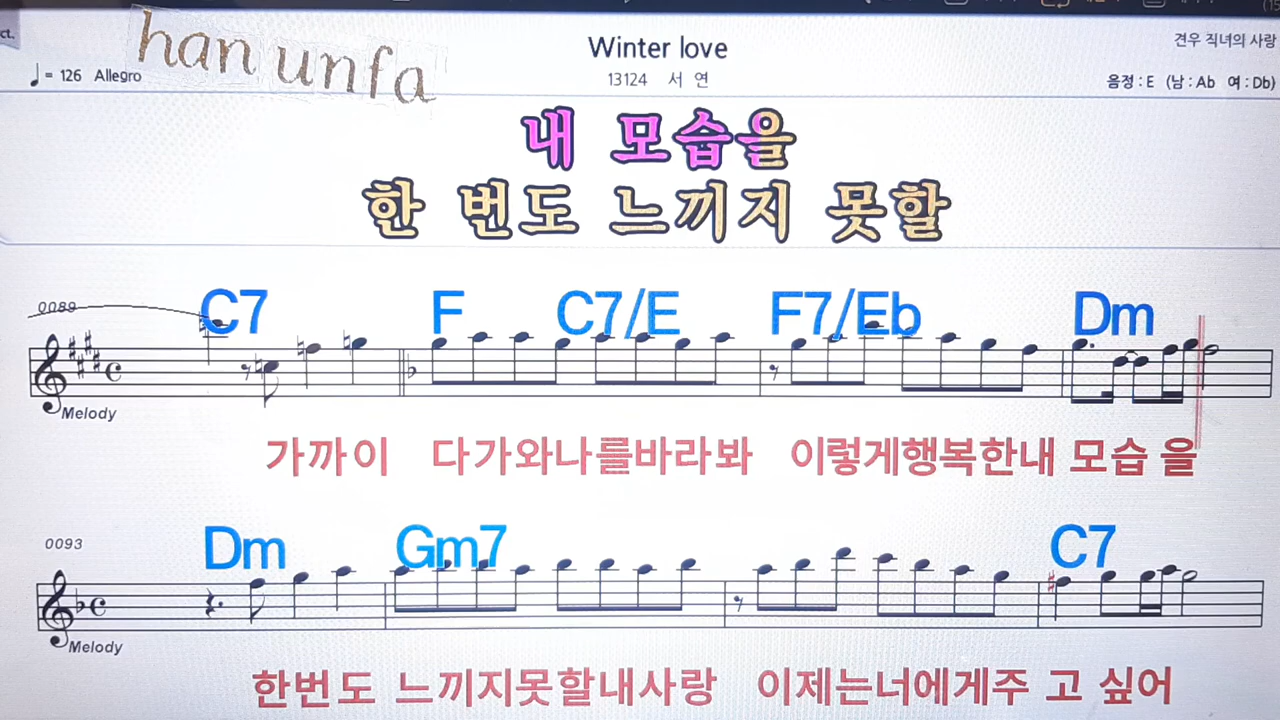 ct.
han unfa
Winter love
견우 직녀의 사랑
♩= 126 Allegro
13124 서 연
음정 : E (남 : Ab 여 : Db)
내 모습을
한 번도 느끼지 못할
0089
C7 F C7/E F7/Eb Dm
Melody
가까이 다가와나를바라봐 이렇게행복한내 모습 을
0093
Dm Gm7 C7
Melody
한번도 느끼지못할내사랑 이제는너에게주 고 싶어